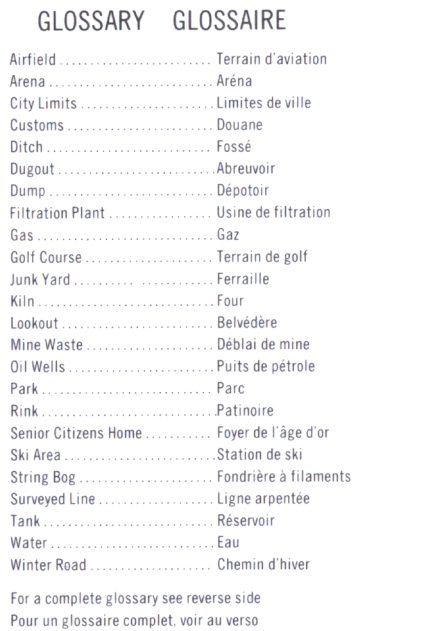 GLOSSARY GLOSSAIRE
Airfield ........................ Terrain d'aviation
Arena .......................... Aréna
City Limits ..................... Limites de ville
Customs ....................... Douane
Ditch .......................... Fossé
Dugout ......................... Abreuvoir
Dump .......................... Dépotoir
Filtration Plant ................ Usine de filtration
Gas ............................ Gaz
Golf Course .................... Terrain de golf
Junk Yard .......... ........... Ferraille
Kiln ............................ Four
Lookout ........................ Belvédère
Mine Waste .................... Déblai de mine
Oil Wells ....................... Puits de pétrole
Park ........................... Parc
Rink ........................... Patinoire
Senior Citizens Home .......... Foyer de l'âge d'or
Ski Area ........................ Station de ski
String Bog ..................... Fondrière à filaments
Surveyed Line .................. Ligne arpentée
Tank ........................... Réservoir
Water .......................... Eau
Winter Road ................... Chemin d'hiver
For a complete glossary see reverse side
Pour un glossaire complet, voir au verso